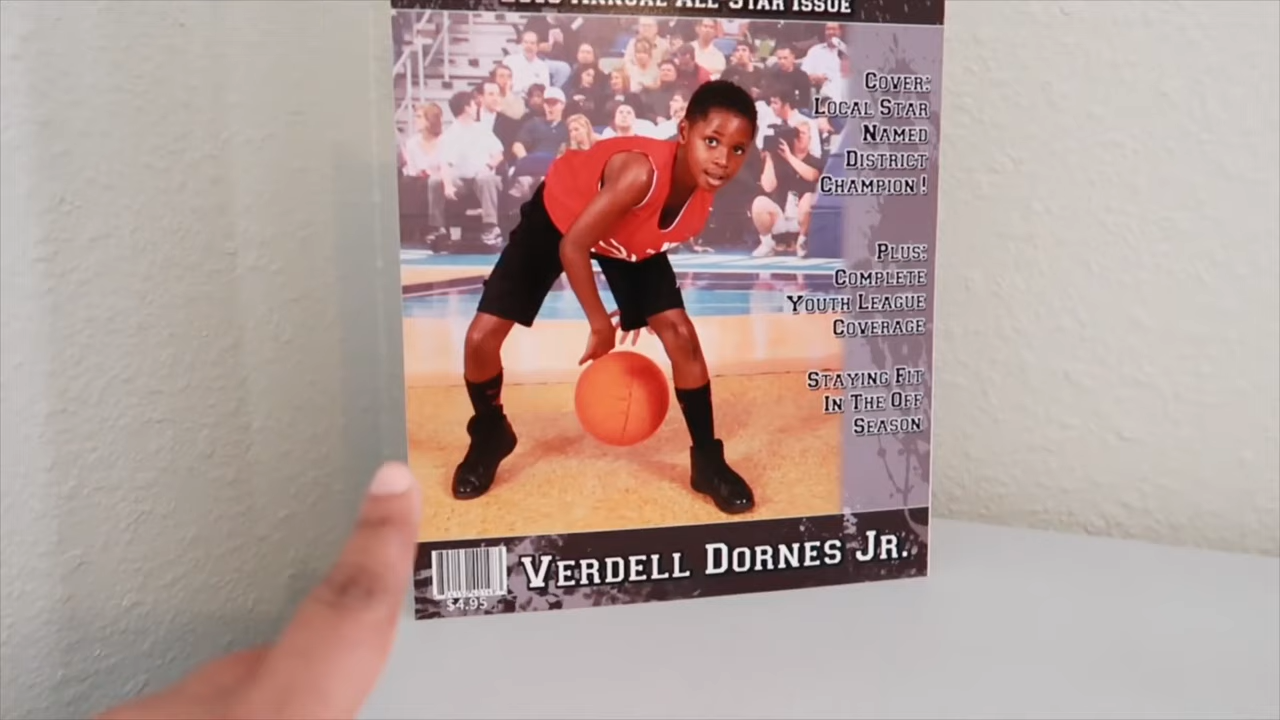 Annual All-Star Issue
Cover:
Local Star
Named
District
Champion!
Plus:
Complete
Youth League
Coverage
Staying Fit
In The Off
Season
Verdell Dornes Jr.
$4.95